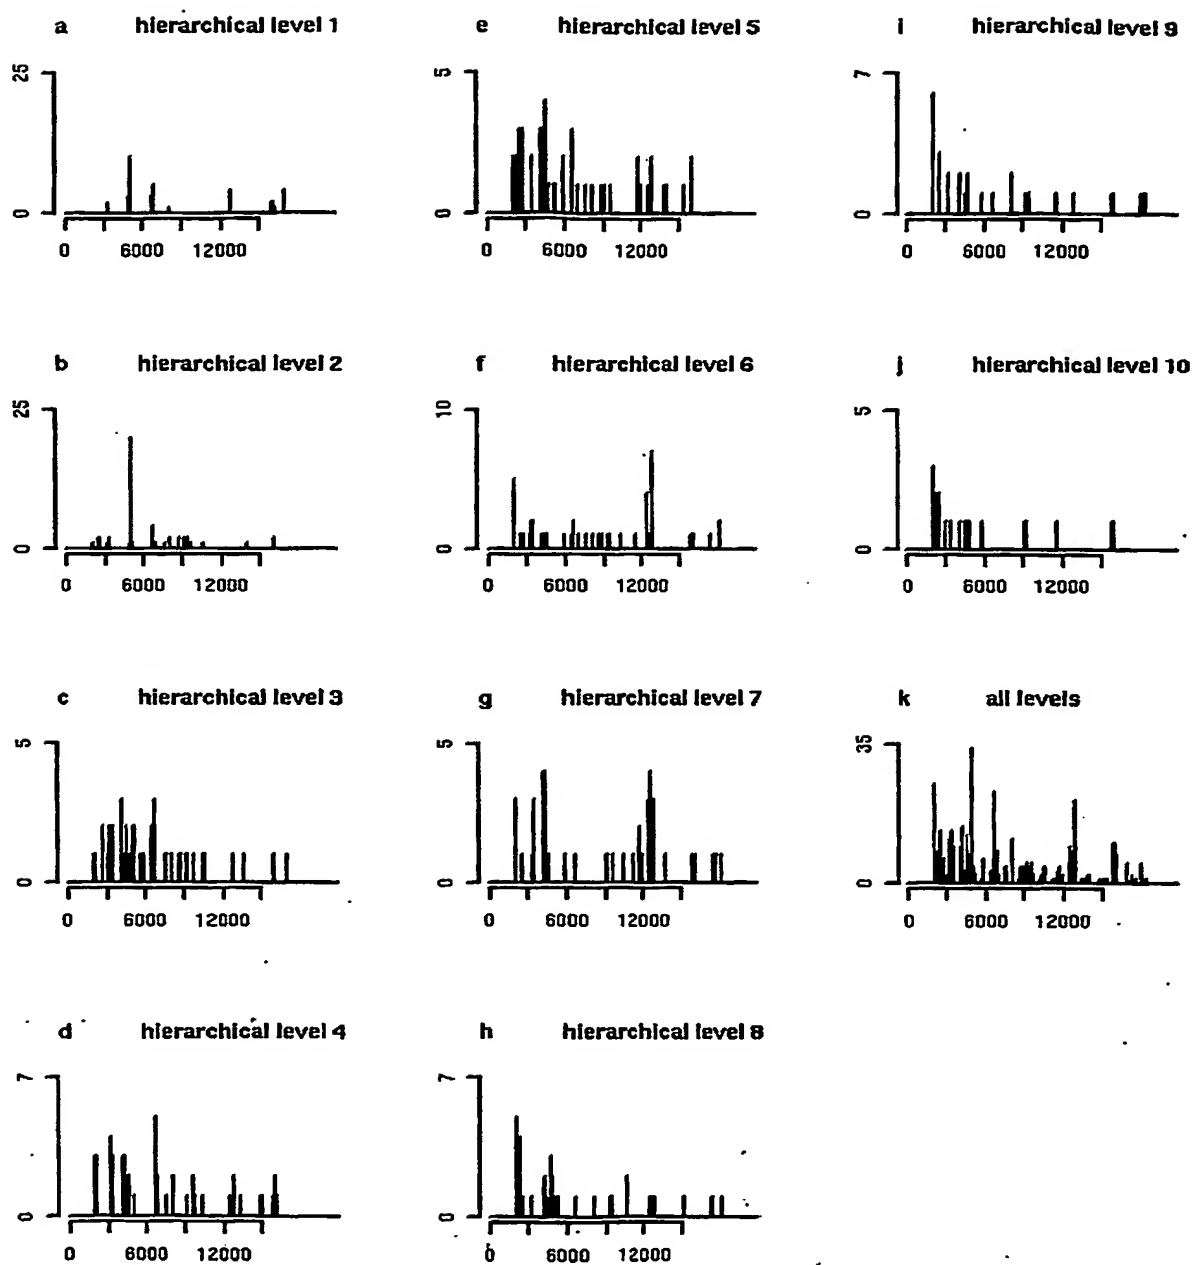 a hierarchical level 1
25
0
0 6000 12000
b hierarchical level 2
25
0
0 6000 12000
c hierarchical level 3
5
0
0 6000 12000
d hierarchical level 4
7
0
0 6000 12000
e hierarchical level 5
5
0
0 6000 12000
f hierarchical level 6
10
0
0 6000 12000
g hierarchical level 7
5
0
0 6000 12000
h hierarchical level 8
7
0
0 6000 12000
i hierarchical level 9
7
0
0 6000 12000
j hierarchical level 10
5
0
0 6000 12000
k all levels
35
0
0 6000 12000